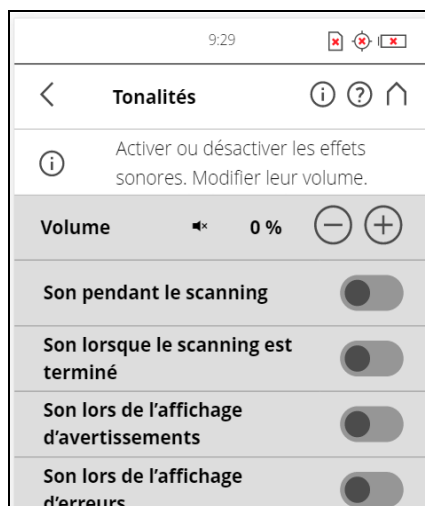 9:29
Tonalités
Activer ou désactiver les effets
sonores. Modifier leur volume.
Volume 0 %
Son pendant le scanning
Son lorsque le scanning est
terminé
Son lors de l’affichage
d’avertissements
Son lors de l’affichage
d’erreurs